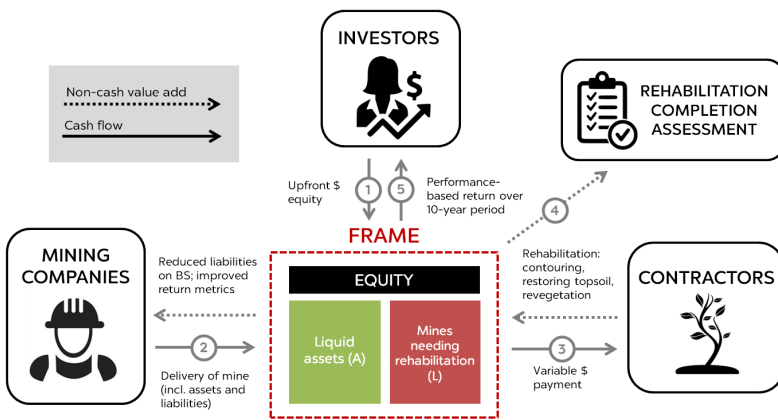 INVESTORS
Non-cash value add
Cash flow
REHABILITATION
COMPLETION
ASSESSMENT
Upfront $
equity
1
5
Performance-
based return over
10-year period
4
FRAME
MINING
COMPANIES
Reduced liabilities
on BS; improved
return metrics
2
Delivery of mine
(incl. assets and
liabilities)
EQUITY
Liquid
assets (A)
Mines
needing
rehabilitation
(L)
Rehabilitation:
contouring,
restoring topsoil,
revegetation,
3
Variable $
payment
CONTRACTORS
$